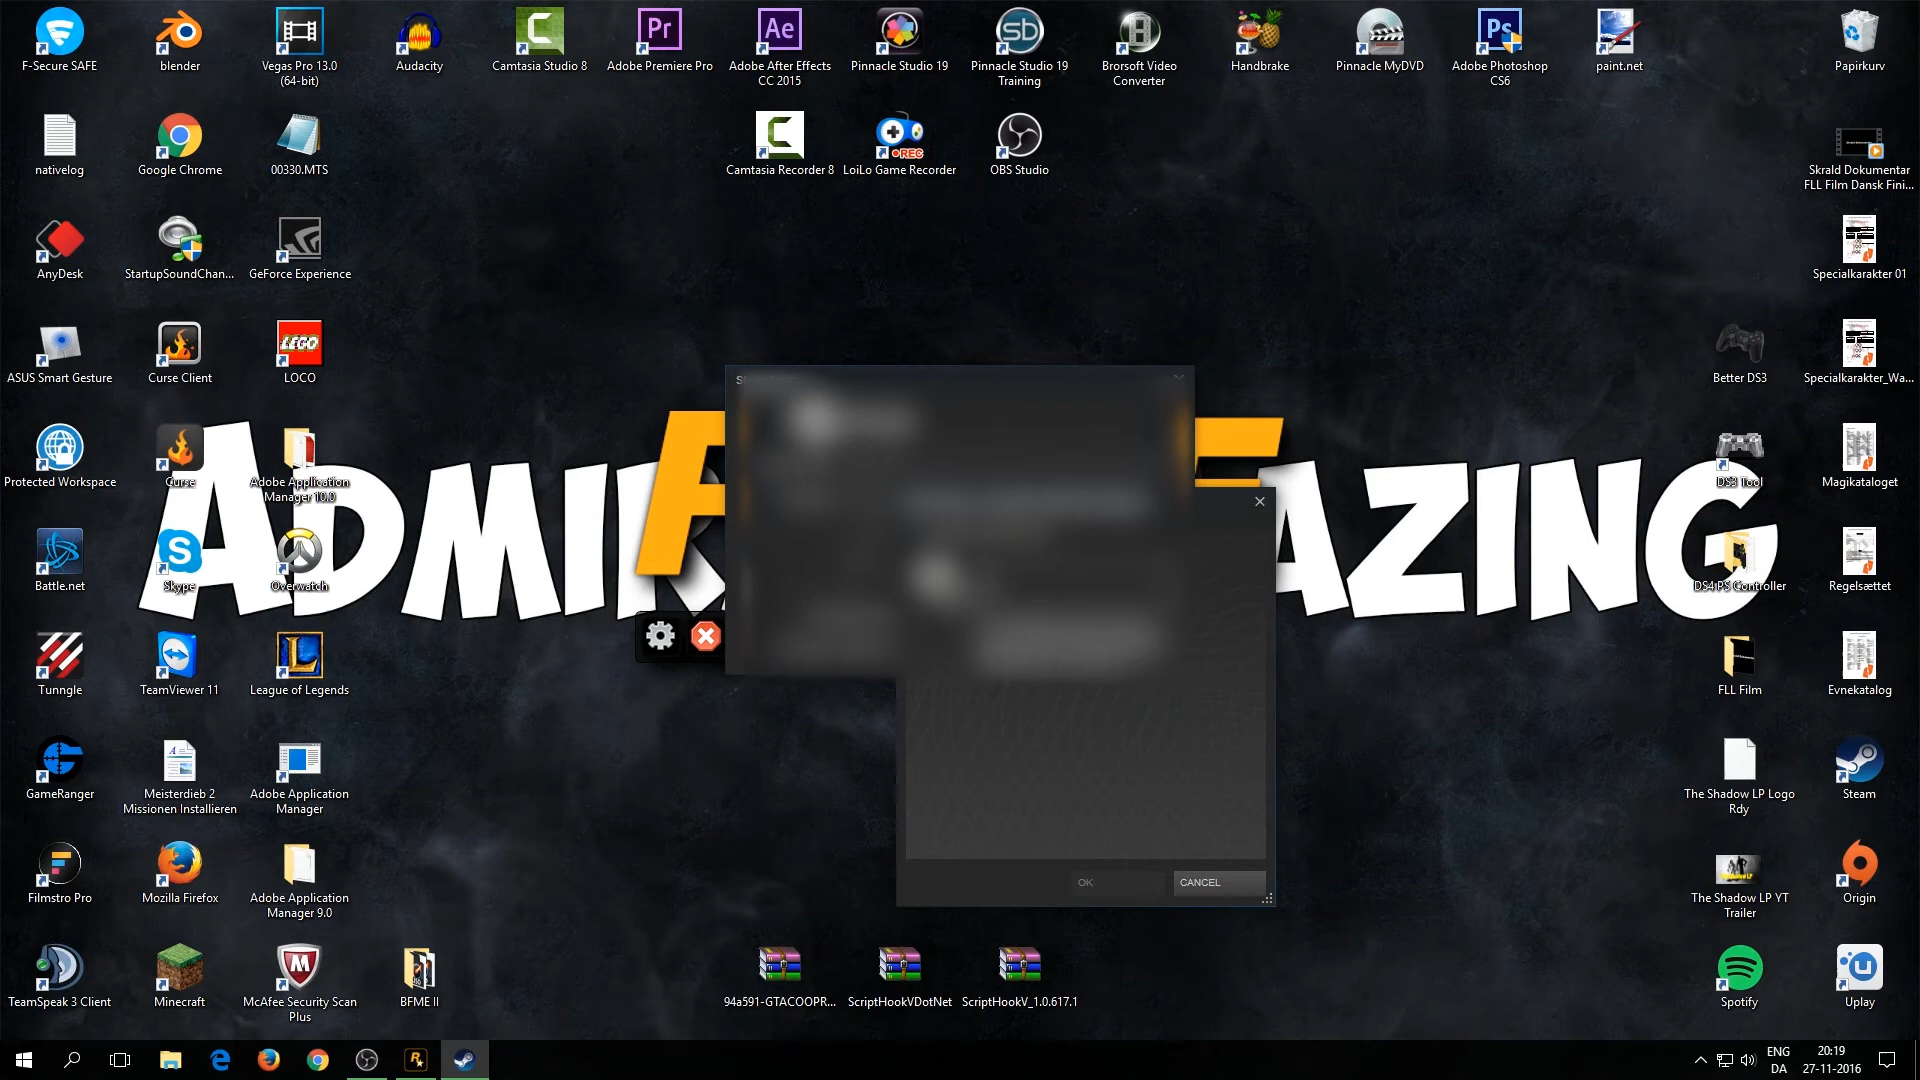 F-Secure SAFE
blender
Vegas Pro 13.0
(64-bit)
Audacity
Camtasia Studio 8
Adobe Premiere Pro
Adobe After Effects
CC 2015
Pinnacle Studio 19
Pinnacle Studio 19
Training
Brorsoft Video
Converter
Handbrake
Pinnacle MyDVD
Adobe Photoshop
CS6
paint.net
Papirkurv
nativelog
Google Chrome
00330.MTS
Camtasia Recorder 8
LoiLo Game Recorder
OBS Studio
Skrald Dokumentar
FLL Film Dansk Fini...
AnyDesk
StartupSoundChan...
GeForce Experience
Specialkarakter 01
ASUS Smart Gesture
Curse Client
LEGO
LOCO
Better DS3
Specialkarakter_Wa...
Protected Workspace
Curse
Adobe Application
Manager 10.0
DS3 Tool
Magikataloget
Battle.net
Skype
Overwatch
DS4 PS Controller
Regelsættet
Tunngle
TeamViewer 11
League of Legends
FLL Film
Evnekatalog
GameRanger
Meisterdieb 2
Missionen Installieren
Adobe Application
Manager
The Shadow LP Logo
Rdy
Steam
Filmstro Pro
Mozilla Firefox
Adobe Application
Manager 9.0
OK
CANCEL
The Shadow LP YT
Trailer
Origin
TeamSpeak 3 Client
Minecraft
McAfee Security Scan
Plus
BFME II
94a591-GTACOOPR...
ScriptHookVDotNet
ScriptHookV_1.0.617.1
Spotify
Uplay
ENG
DA
20:19
27-11-2016